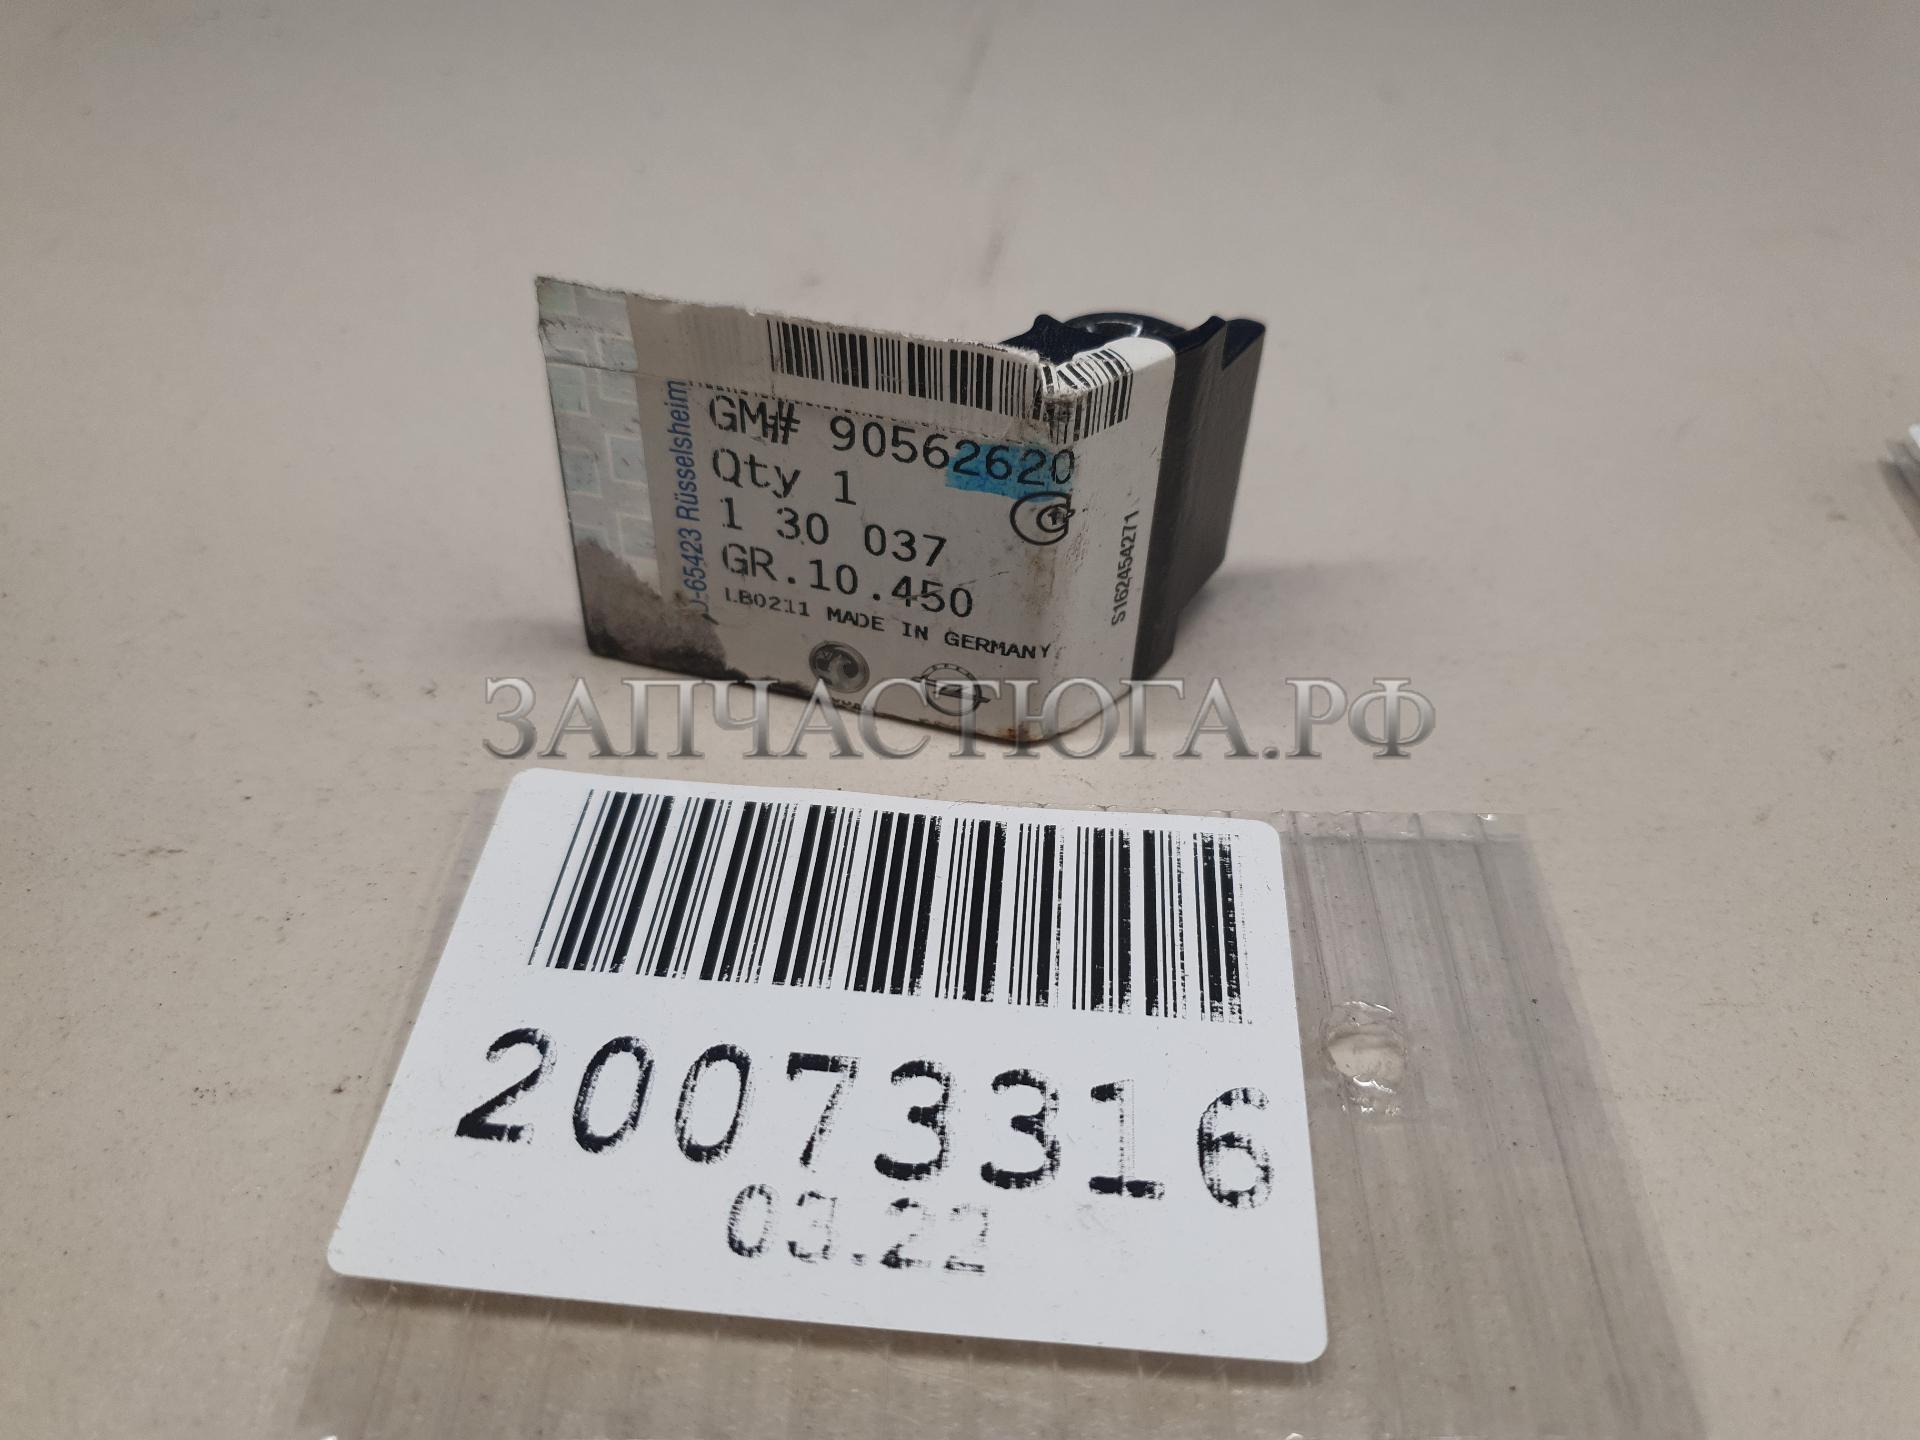 GM# 90562620
Qty 1
1 30 037
GR.10.450
LB0211 MADE IN GERMANY
D-65423 Rüsselsheim
S162454271
ЗАПЧАСТЮГА.РФ
20073316
03.22